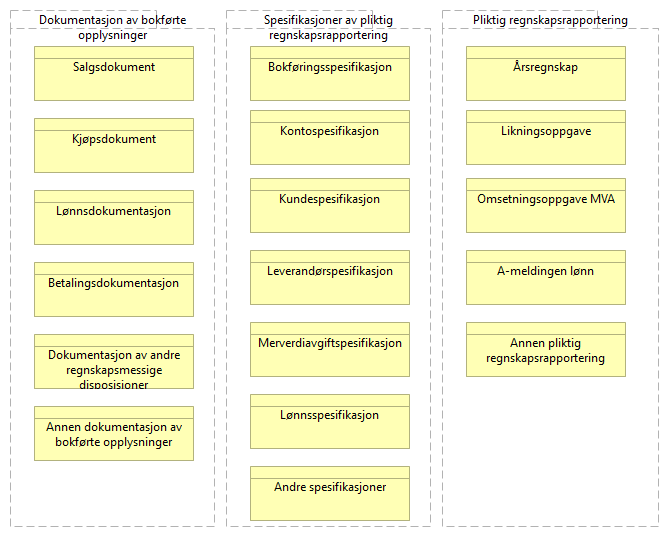 Dokumentasjon av bokførte
opplysninger
Salgsdokument
Kjøpsdokument
Lønnsdokumentasjon
Betalingsdokumentasjon
Dokumentasjon av andre
regnskapsmessige
disposisioner
Annen dokumentasjon av
bokførte opplysninger
Spesifikasjoner av pliktig
regnskapsrapportering
Bokføringsspesifikasjon
Kontospesifikasjon
Kundespesifikasjon
Leverandørspesifikasjon
Merverdiavgiftspesifikasjon
Lønnsspesifikasjon
Andre spesifikasjoner
Pliktig regnskapsrapportering
Årsregnskap
Likningsoppgave
Omsetningsoppgave MVA
A-meldingen lønn
Annen pliktig
regnskapsrapportering